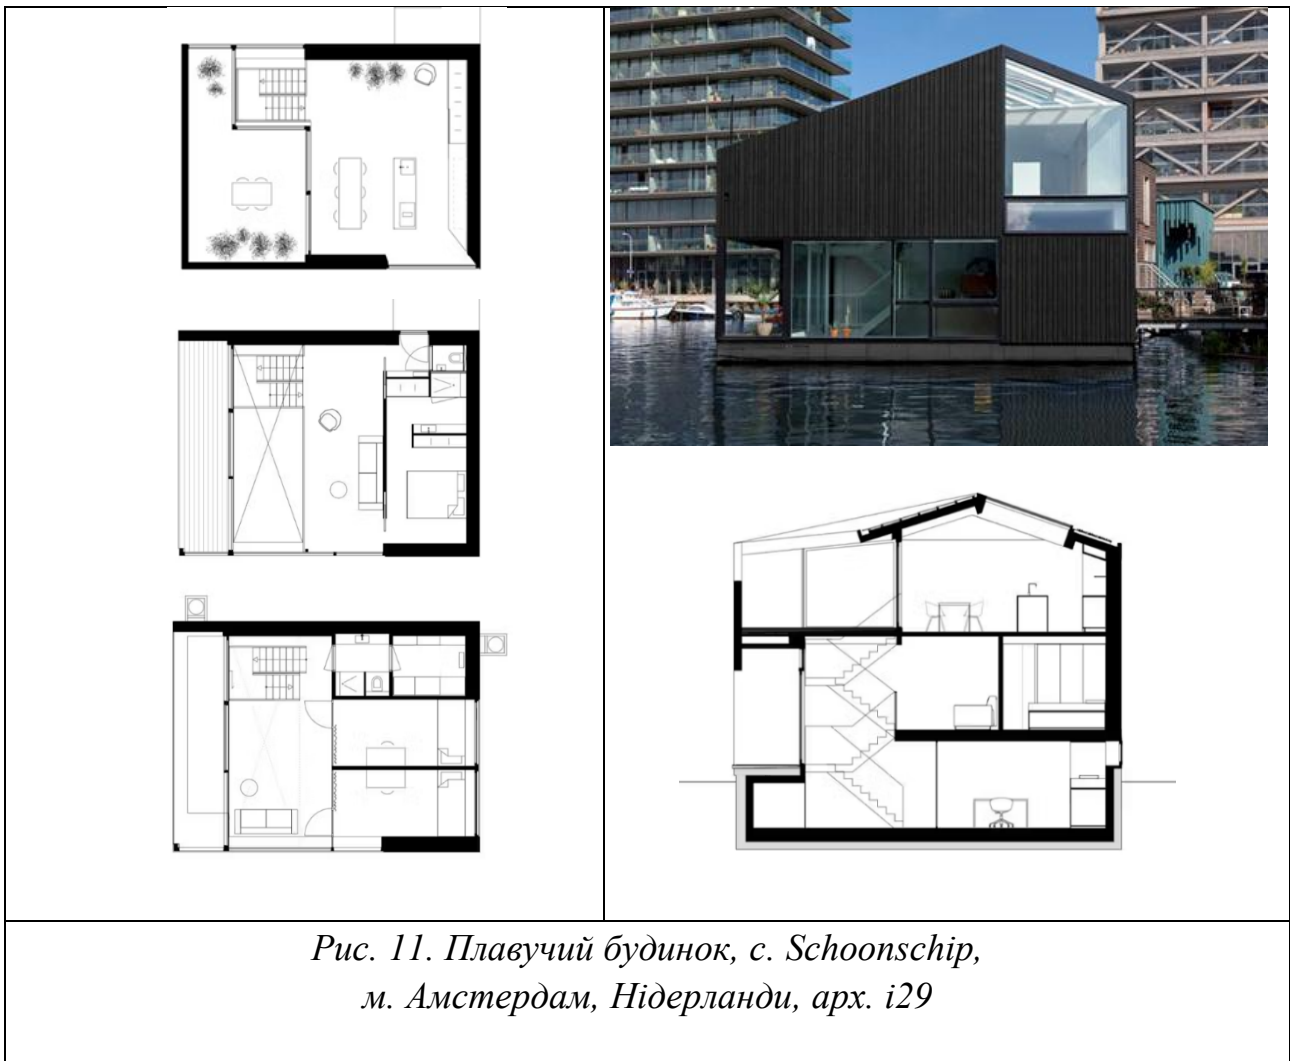 Рис. 11. Плавучий будинок, с. Schoonschip,
м. Амстердам, Нідерланди, арх. i29